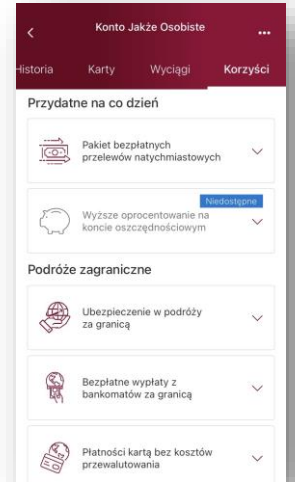 Konto Jakże Osobiste
Historia Karty Wyciągi Korzyści
Przydatne na co dzień
Pakiet bezpłatnych
przelewów natychmiastowych
Niedostępne
Wyższe oprocentowanie na
koncie oszczędnościowym
Podróże zagraniczne
Ubezpieczenie w podróży
za granicą
Bezpłatne wypłaty z
bankomatów za granicą
Płatności kartą bez kosztów
przewalutowania